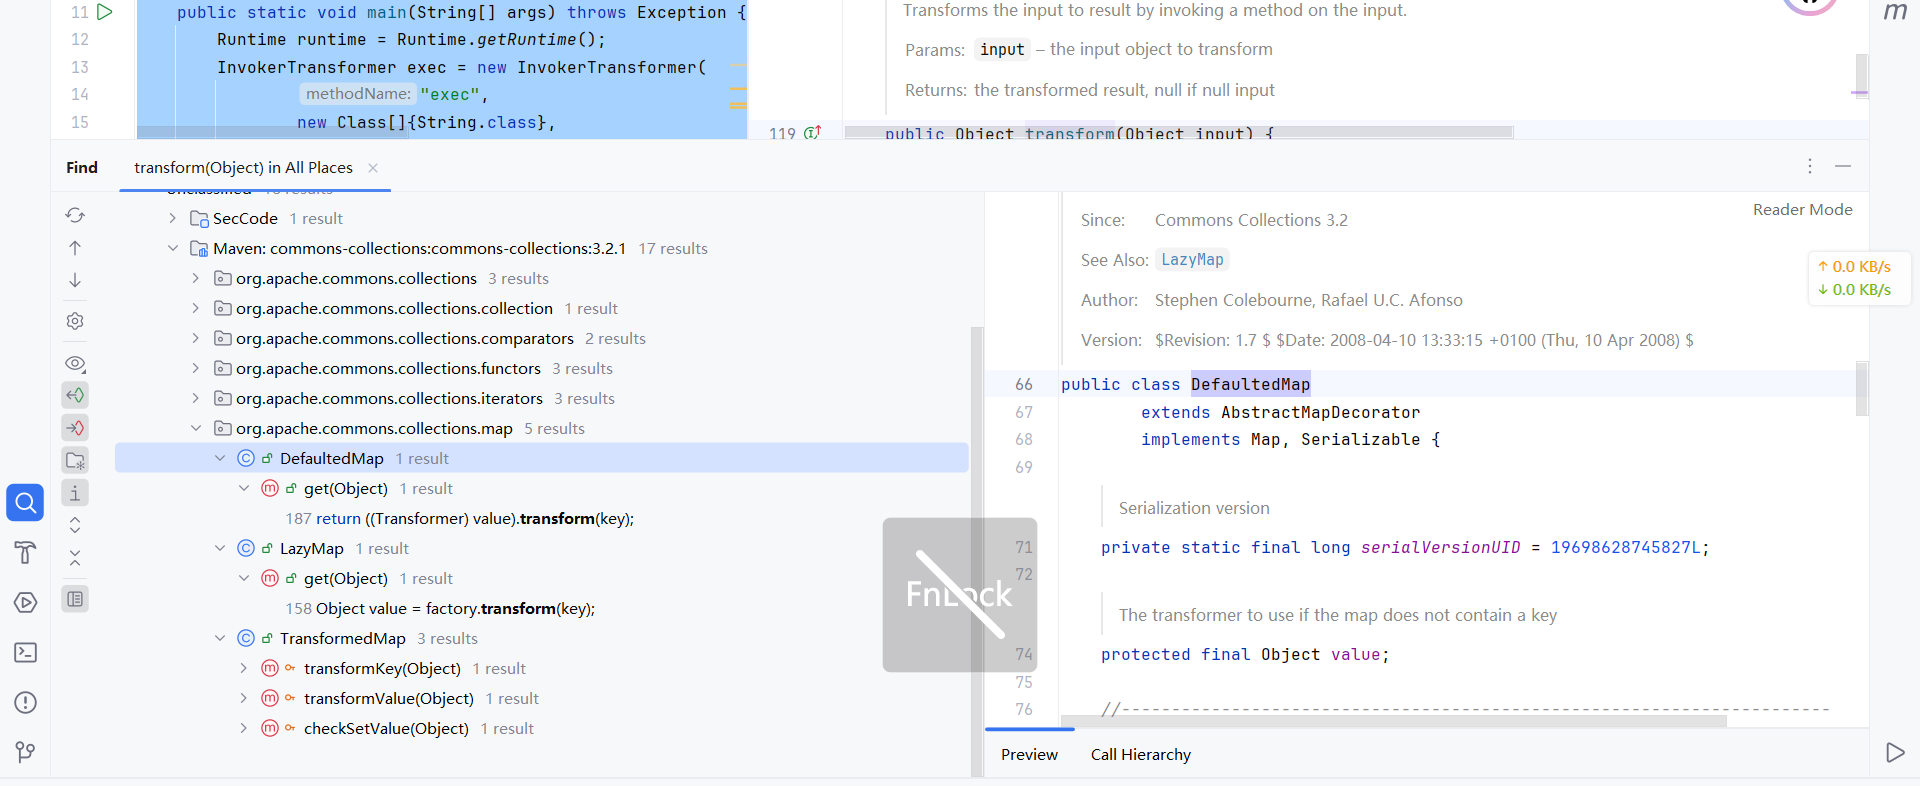 11 public static void main(String[] args) throws Exception {
12 Runtime runtime = Runtime.getRuntime();
13 InvokerTransformer exec = new InvokerTransformer(
14 methodName: "exec",
15 new Class[]{String.class},
Transforms the input to result by invoking a method on the input.
Params: input – the input object to transform
Returns: the transformed result, null if null input
119 public Object transform(Object input) {
m
Find transform(Object) in All Places
Unclassified 18 results
SecCode 1 result
Maven: commons-collections:commons-collections:3.2.1 17 results
org.apache.commons.collections 3 results
org.apache.commons.collections.collection 1 result
org.apache.commons.collections.comparators 2 results
org.apache.commons.collections.functors 3 results
org.apache.commons.collections.iterators 3 results
org.apache.commons.collections.map 5 results
DefaultedMap 1 result
get(Object) 1 result
187 return ((Transformer) value).transform(key);
LazyMap 1 result
get(Object) 1 result
158 Object value = factory.transform(key);
TransformedMap 3 results
transformKey(Object) 1 result
transformValue(Object) 1 result
checkSetValue(Object) 1 result
Reader Mode
Since: Commons Collections 3.2
See Also: LazyMap
Author: Stephen Colebourne, Rafael U.C. Afonso
Version: $Revision: 1.7 $ $Date: 2008-04-10 13:33:15 +0100 (Thu, 10 Apr 2008) $
66 public class DefaultedMap
67 extends AbstractMapDecorator
68 implements Map, Serializable {
69
Serialization version
71 private static final long serialVersionUID = 19698628745827L;
72
The transformer to use if the map does not contain a key
74 protected final Object value;
75
76 //-----------------------------------------------------------------------
Preview Call Hierarchy
↑ 0.0 KB/s
↓ 0.0 KB/s
FnLock